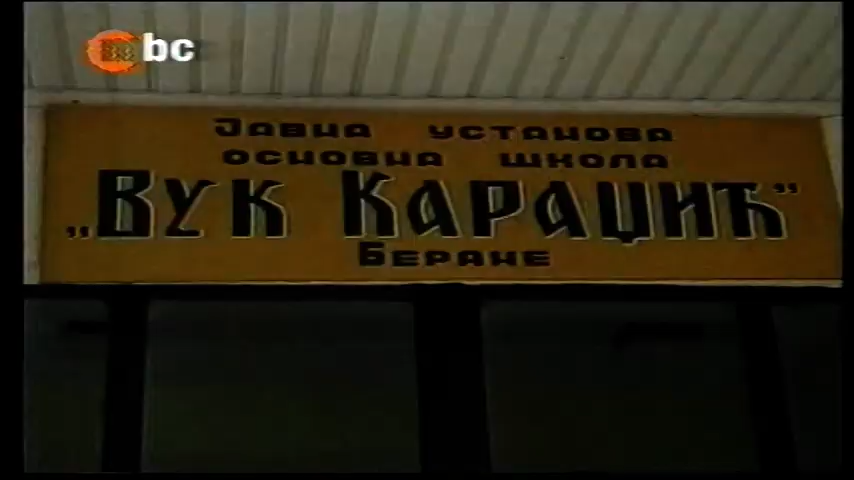 bc
Јавна установа
основна школа
„Вук Караџић”
Беране